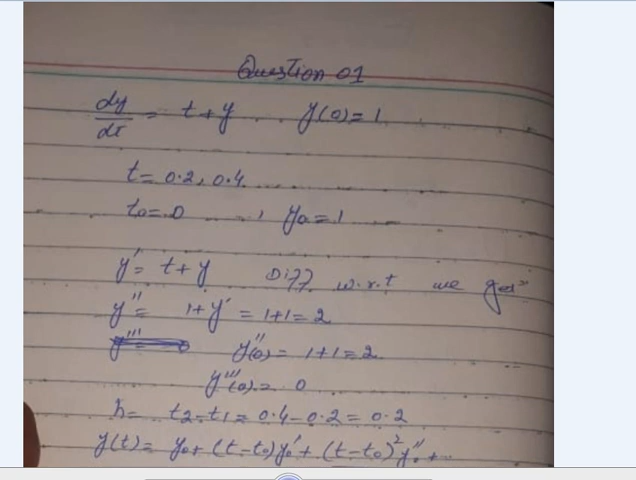 Question 01
dy/dt = t + y   y(0) = 1
t = 0.2, 0.4
t₀ = 0 , y₀ = 1
y' = t + y   Diff w.r.t we get
y'' = 1 + y' = 1+1 = 2
y''(0) = 1+1 = 2
y'''(0) = 0
h = t₂ - t₁ = 0.4 - 0.2 = 0.2
y(t) = y₀ + (t-t₀)y₀' + (t-t₀)²y₀'' + ..